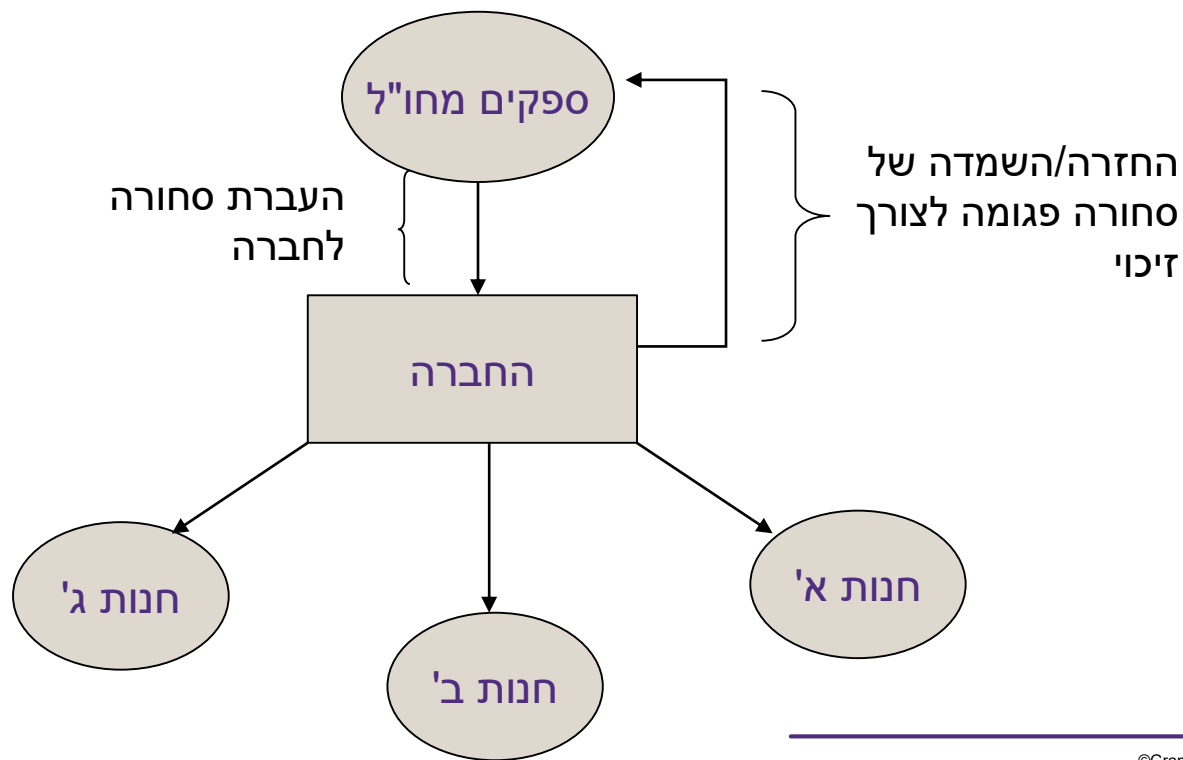 ספקים מחו"ל
החזרה/השמדה של
סחורה פגומה לצורך
זיכוי
העברת סחורה
לחברה
החברה
חנות א'
חנות ב'
חנות ג'